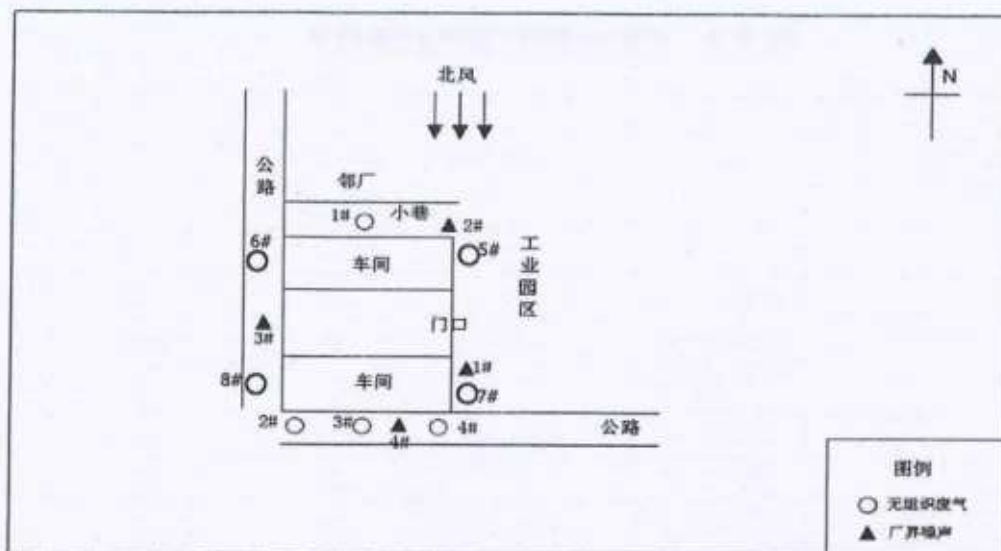 北风
N
公路
邻厂
1#
小巷
2#
6#
5#
车间
工业园区
门
3#
8#
车间
1#
7#
2#
3#
4#
4#
公路
图例
无组织废气
厂界噪声